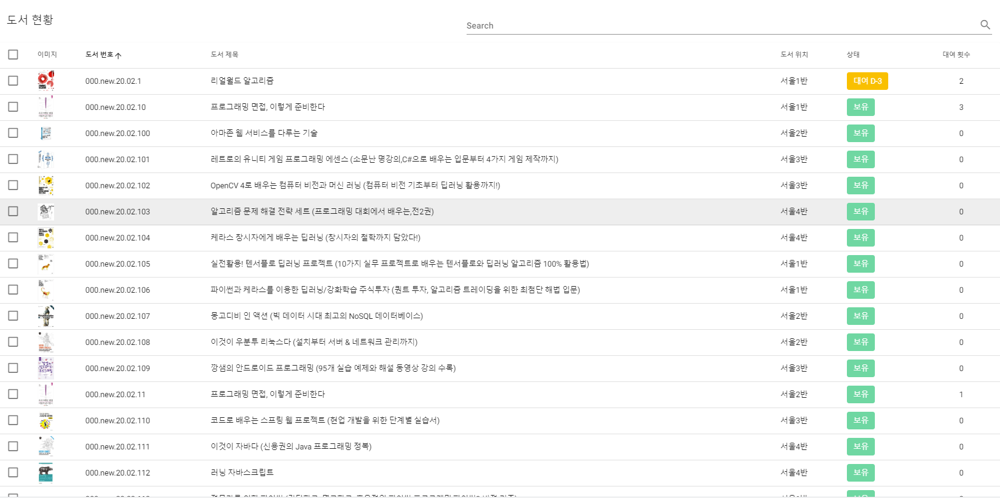 도서 현황
Search
이미지 도서 번호 도서 제목 도서 위치 상태 대여 횟수
000.new.20.02.1 리얼월드 알고리즘 서울1반 대여 D-3 2
000.new.20.02.10 프로그래밍 면접, 이렇게 준비한다 서울1반 보유 3
000.new.20.02.100 아마존 웹 서비스를 다루는 기술 서울2반 보유 0
000.new.20.02.101 레트로의 유니티 게임 프로그래밍 에센스 (소문난 명강의,C#으로 배우는 입문부터 4가지 게임 제작까지) 서울3반 보유 0
000.new.20.02.102 OpenCV 4로 배우는 컴퓨터 비전과 머신 러닝 (컴퓨터 비전 기초부터 딥러닝 활용까지!) 서울3반 보유 0
000.new.20.02.103 알고리즘 문제 해결 전략 세트 (프로그래밍 대회에서 배우는,전2권) 서울4반 보유 0
000.new.20.02.104 케라스 창시자에게 배우는 딥러닝 (창시자의 철학까지 담았다!) 서울4반 보유 0
000.new.20.02.105 실전활용! 텐서플로 딥러닝 프로젝트 (10가지 실무 프로젝트로 배우는 텐서플로와 딥러닝 알고리즘 100% 활용법) 서울1반 보유 0
000.new.20.02.106 파이썬과 케라스를 이용한 딥러닝/강화학습 주식투자 (퀀트 투자, 알고리즘 트레이딩을 위한 최첨단 해법 입문) 서울1반 보유 0
000.new.20.02.107 몽고디비 인 액션 (빅 데이터 시대 최고의 NoSQL 데이터베이스) 서울2반 보유 0
000.new.20.02.108 이것이 우분투 리눅스다 (설치부터 서버 & 네트워크 관리까지) 서울2반 보유 0
000.new.20.02.109 깡샘의 안드로이드 프로그래밍 (95개 실습 예제와 해설 동영상 강의 수록) 서울3반 보유 0
000.new.20.02.11 프로그래밍 면접, 이렇게 준비한다 서울2반 보유 1
000.new.20.02.110 코드로 배우는 스프링 웹 프로젝트 (현업 개발을 위한 단계별 실습서) 서울3반 보유 0
000.new.20.02.111 이것이 자바다 (신용권의 Java 프로그래밍 정복) 서울4반 보유 0
000.new.20.02.112 러닝 자바스크립트 서울4반 보유 0